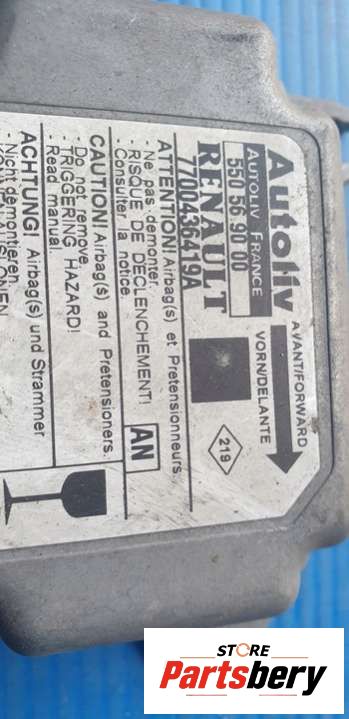 Autoliv
AUTOLIV FRANCE
550 56 90 00
RENAULT
7700436419A
AVANT/FORWARD
VORN/DELANTE
219
ATTENTION! Airbag(s) et Pretensionneurs
- Ne pas demonter.
- RISQUE DE DECLENCHEMENT!
- Consulter la notice.
AN
CAUTION! Airbag(s) and Pretensioners
- Do not remove.
- TRIGGERING HAZARD!
- Read manual.
ACHTUNG! Airbag(s) und Strammer
- Nicht demontieren.
STORE
Partsbery